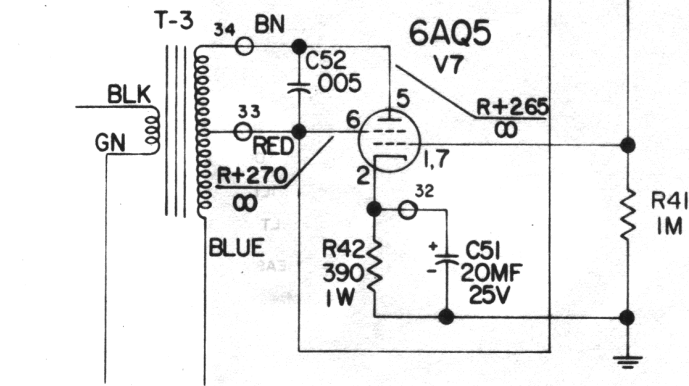 T-3
34
BN
6AQ5
V7
C52
.005
BLK
5
R+265
∞
33
6
GN
RED
1,7
R+270
∞
2
32
R41
1M
BLUE
R42
390
1W
+
-
C51
20MF
25V